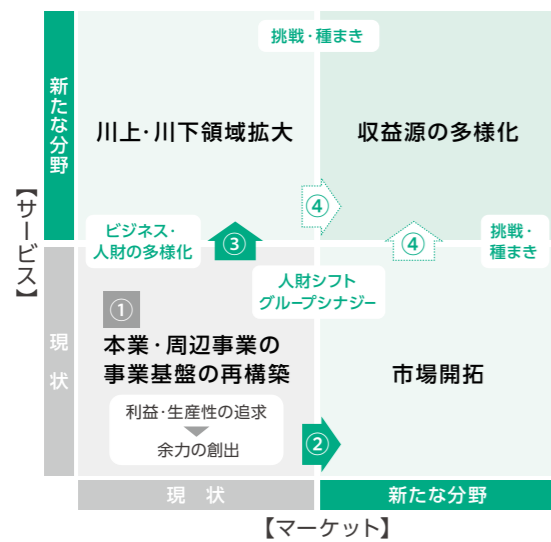 挑戦・種まき
川上・川下領域拡大
収益源の多様化
新たな分野
【サービス】
④
ビジネス・
人財の多様化
③
④
挑戦・
種まき
人財シフト
グループシナジー
①
本業・周辺事業の
事業基盤の再構築
市場開拓
現 状
利益・生産性の追求
余力の創出
②
現 状
新たな分野
【マーケット】